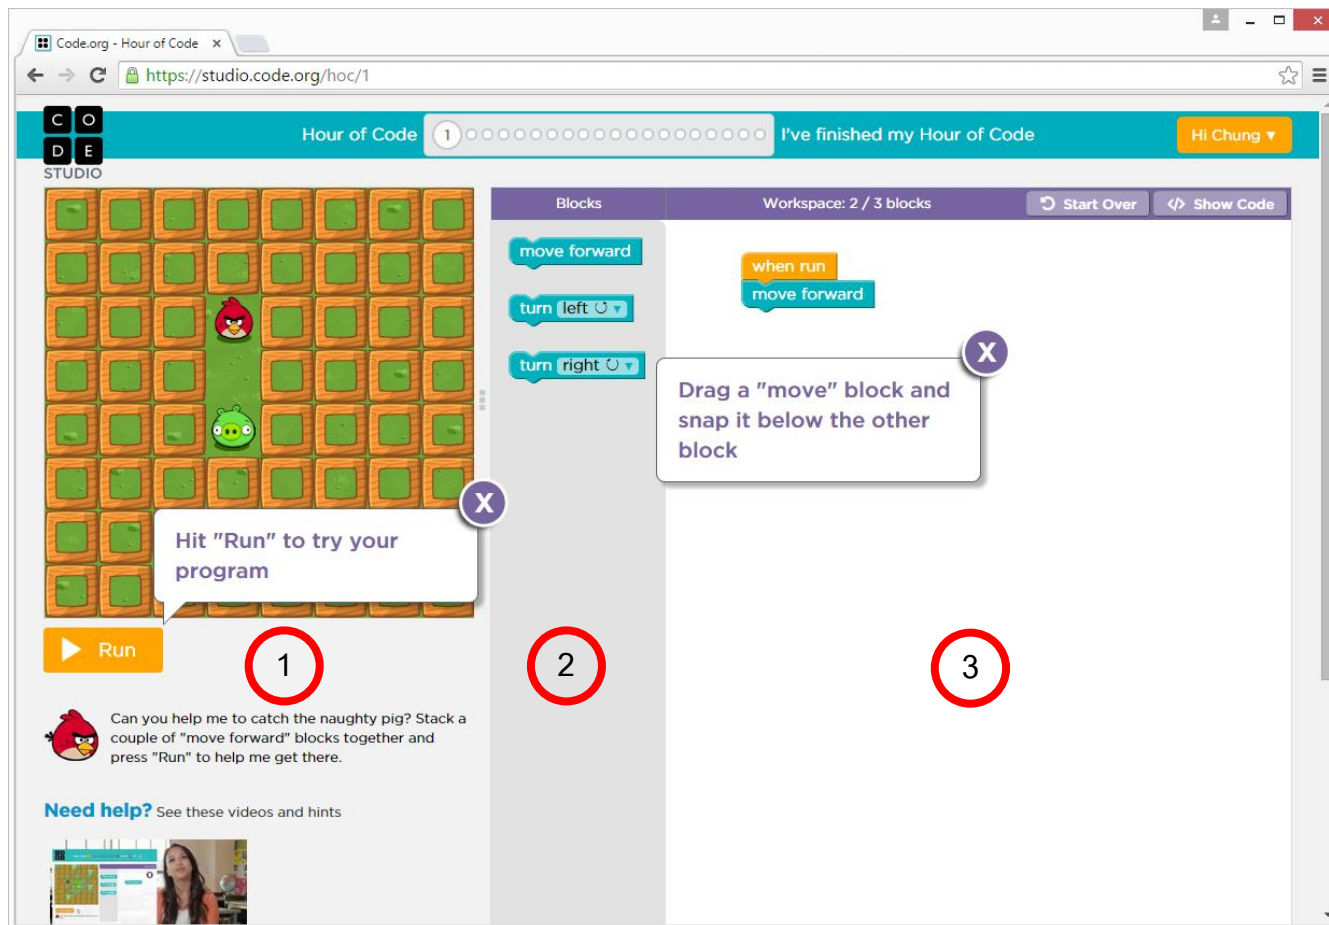 Code.org - Hour of Code
https://studio.code.org/hoc/1
C O
D E
STUDIO
Hour of Code 1 I've finished my Hour of Code
Hi Chung
Blocks
Workspace: 2 / 3 blocks
Start Over
</> Show Code
move forward
turn left
turn right
when run
move forward
X
Drag a "move" block and
snap it below the other
block
X
Hit "Run" to try your
program
Run
1
2
3
Can you help me to catch the naughty pig? Stack a
couple of "move forward" blocks together and
press "Run" to help me get there.
Need help? See these videos and hints